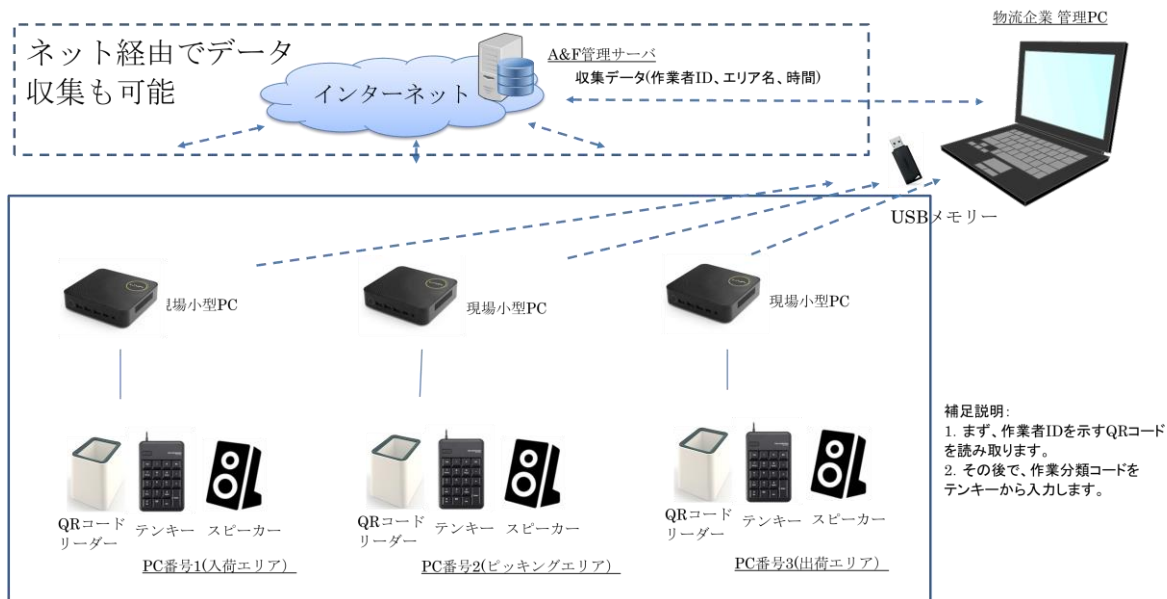 物流企業 管理PC
ネット経由でデータ
収集も可能
A&F管理サーバ
収集データ(作業者ID、エリア名、時間)
インターネット
USBメモリー
現場小型PC
現場小型PC
現場小型PC
補足説明：
1. まず、作業者IDを示すQRコード
を読み取ります。
2. その後で、作業分類コードを
テンキーから入力します。
QRコード
リーダー
テンキー
スピーカー
QRコード
リーダー
テンキー
スピーカー
QRコード
リーダー
テンキー
スピーカー
PC番号1(入荷エリア）
PC番号2(ピッキングエリア）
PC番号3(出荷エリア）